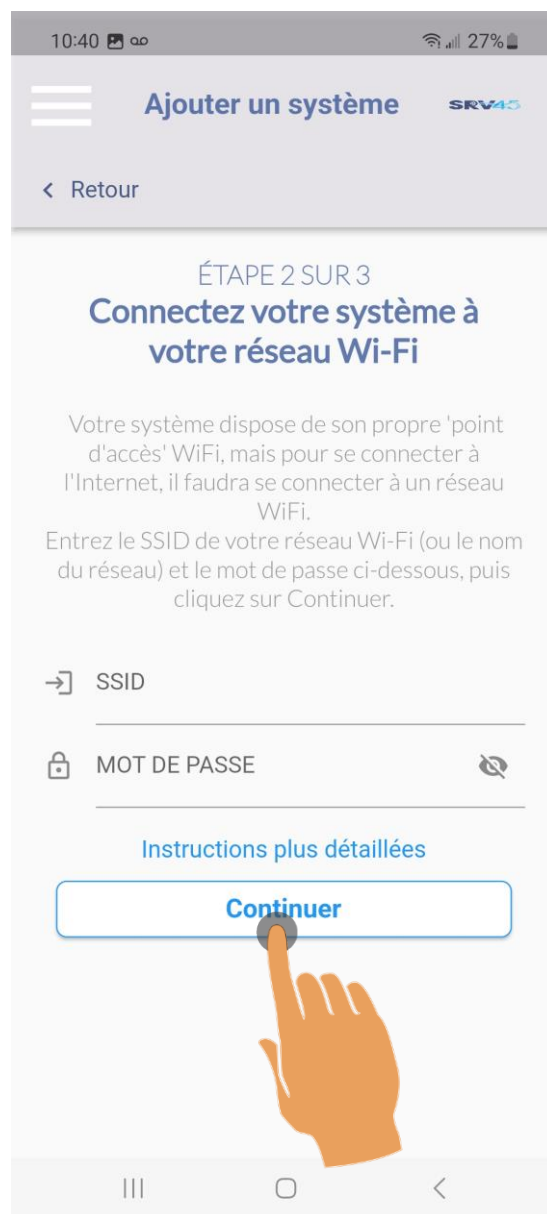 10:40 27%
Ajouter un système SRV45
< Retour
ÉTAPE 2 SUR 3
Connectez votre système à
votre réseau Wi-Fi
Votre système dispose de son propre 'point
d'accès' WiFi, mais pour se connecter à
l'Internet, il faudra se connecter à un réseau
WiFi.
Entrez le SSID de votre réseau Wi-Fi (ou le nom
du réseau) et le mot de passe ci-dessous, puis
cliquez sur Continuer.
SSID
MOT DE PASSE
Instructions plus détaillées
Continuer